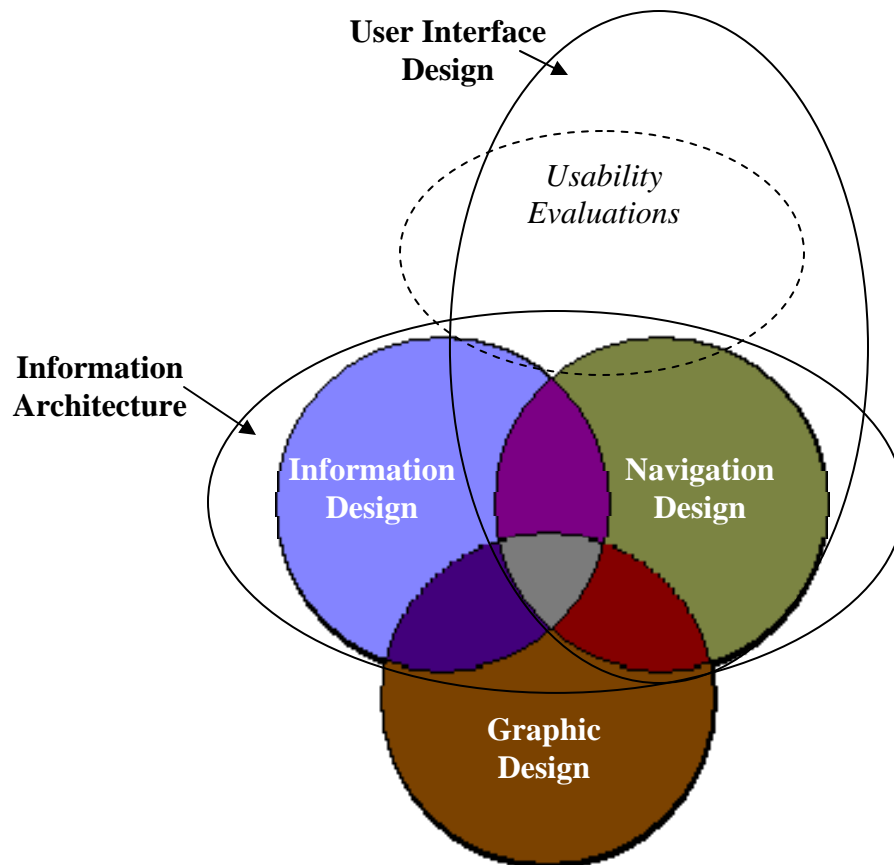 User Interface
Design
Usability
Evaluations
Information
Architecture
Information
Design
Navigation
Design
Graphic
Design